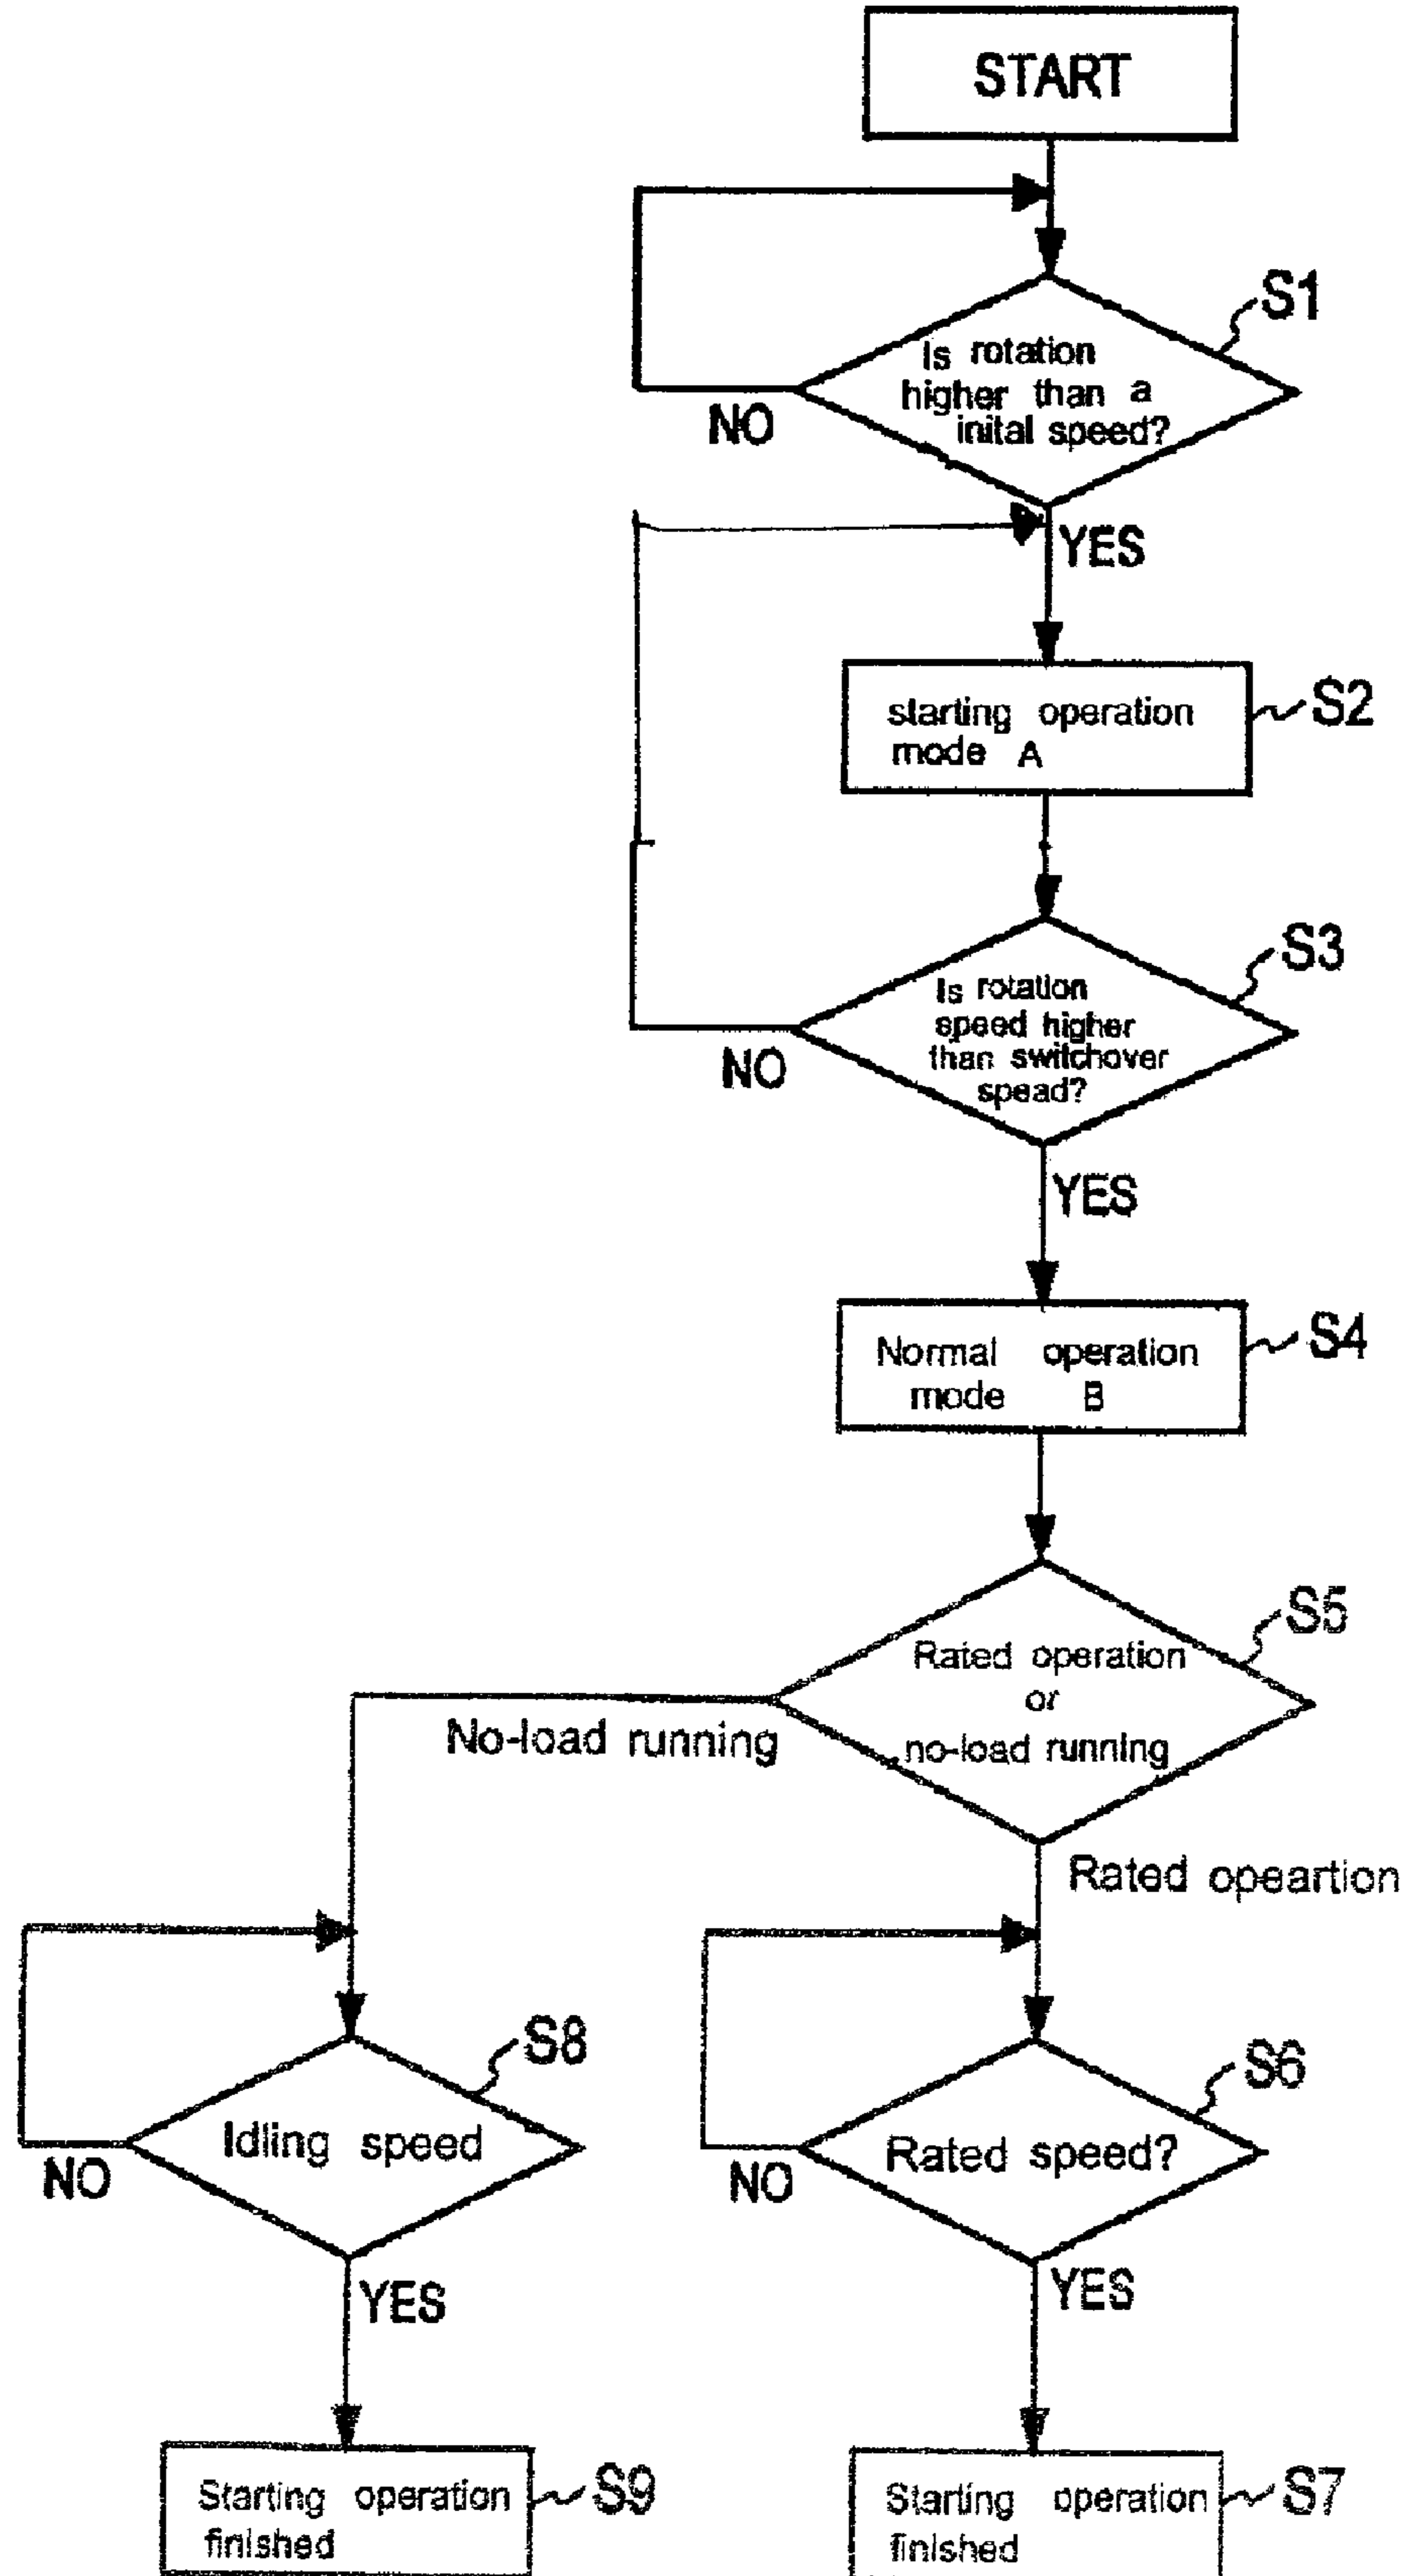 START
S1
Is rotation
higher than a
inital speed?
NO
YES
S2
starting operation
mode A
S3
Is rotation
speed higher
than switchover
spead?
NO
YES
S4
Normal operation
mode B
S5
Rated operation
or
no-load running
No-load running
Rated opeartion
S8
Idling speed
NO
YES
S6
Rated speed?
NO
YES
S9
Starting operation
finished
S7
Starting operation
finished